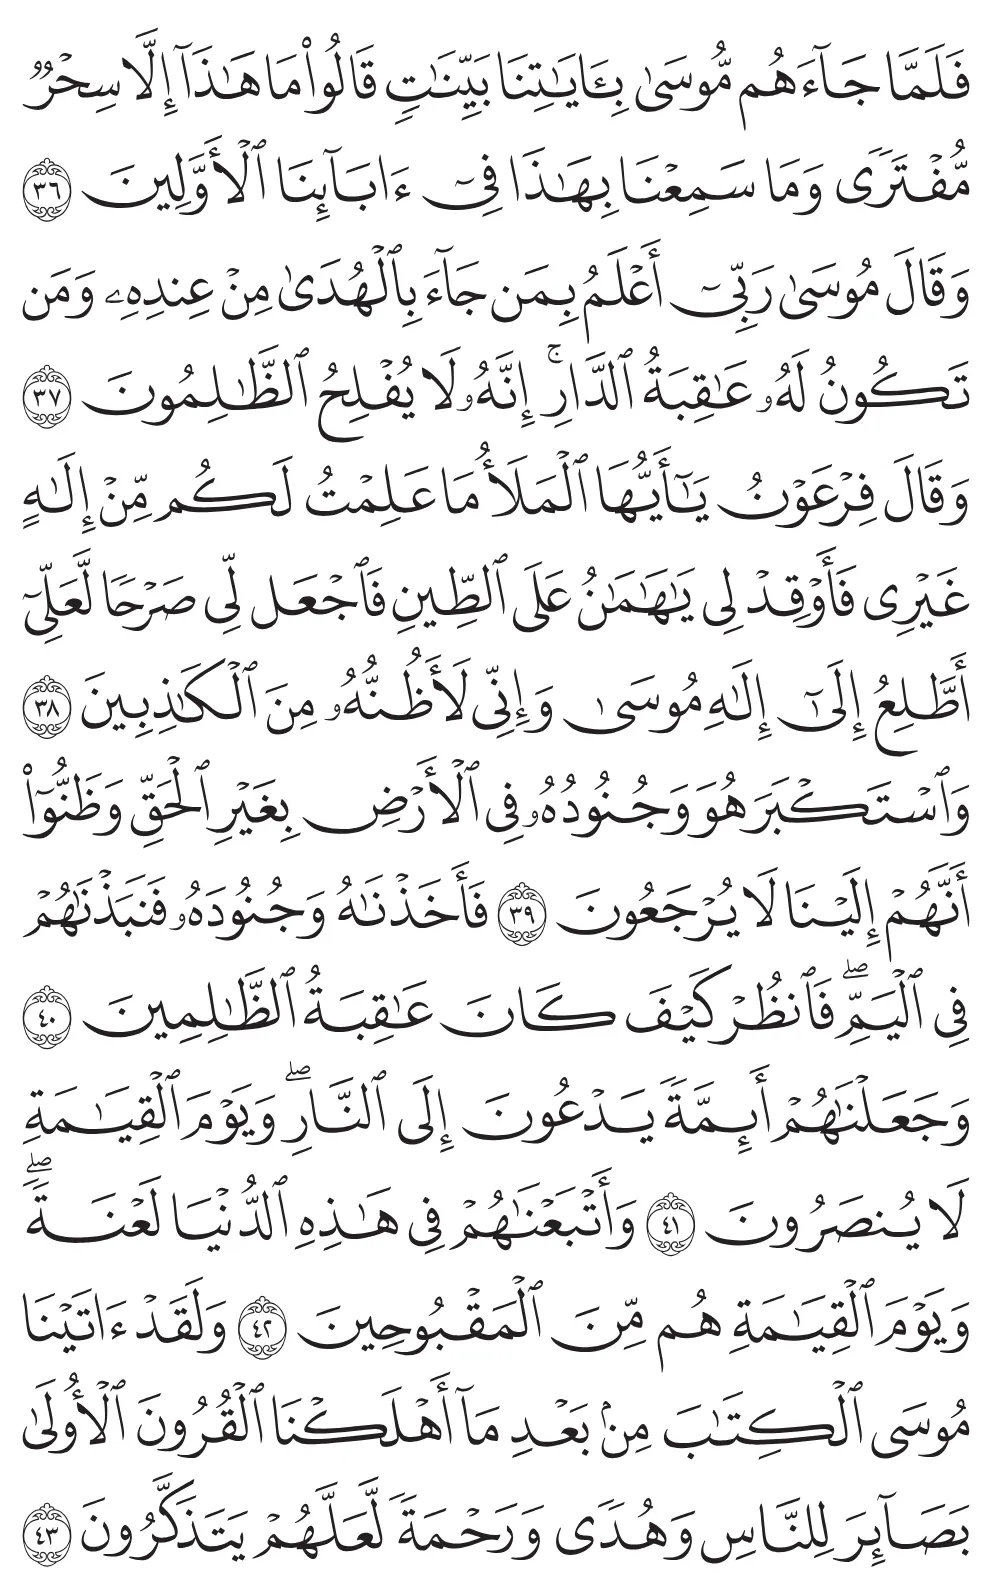 فَلَمَّا جَآءَهُم مُّوسَىٰ بِـَٔايَـٰتِنَا بَيِّنَـٰتٍ قَالُوا۟ مَا هَـٰذَآ إِلَّا سِحْرٌ
مُّفْتَرًى وَمَا سَمِعْنَا بِهَـٰذَا فِىٓ ءَابَآئِنَا ٱلْأَوَّلِينَ ٣٦
وَقَالَ مُوسَىٰ رَبِّىٓ أَعْلَمُ بِمَن جَآءَ بِٱلْهُدَىٰ مِنْ عِندِهِۦ وَمَن
تَكُونُ لَهُۥ عَـٰقِبَةُ ٱلدَّارِ ۚ إِنَّهُۥ لَا يُفْلِحُ ٱلظَّـٰلِمُونَ ٣٧
وَقَالَ فِرْعَوْنُ يَـٰٓأَيُّهَا ٱلْمَلَأُ مَا عَلِمْتُ لَكُم مِّنْ إِلَـٰهٍ
غَيْرِى فَأَوْقِدْ لِى يَـٰهَـٰمَـٰنُ عَلَى ٱلطِّينِ فَٱجْعَل لِّى صَرْحًا لَّعَلِّىٓ
أَطَّلِعُ إِلَىٰٓ إِلَـٰهِ مُوسَىٰ وَإِنِّى لَأَظُنُّهُۥ مِنَ ٱلْكَـٰذِبِينَ ٣٨
وَٱسْتَكْبَرَ هُوَ وَجُنُودُهُۥ فِى ٱلْأَرْضِ بِغَيْرِ ٱلْحَقِّ وَظَنُّوٓا۟
أَنَّهُمْ إِلَيْنَا لَا يُرْجَعُونَ ٣٩ فَأَخَذْنَـٰهُ وَجُنُودَهُۥ فَنَبَذْنَـٰهُمْ
فِى ٱلْيَمِّ ۖ فَٱنظُرْ كَيْفَ كَانَ عَـٰقِبَةُ ٱلظَّـٰلِمِينَ ٤٠
وَجَعَلْنَـٰهُمْ أَئِمَّةً يَدْعُونَ إِلَى ٱلنَّارِ ۖ وَيَوْمَ ٱلْقِيَـٰمَةِ
لَا يُنصَرُونَ ٤١ وَأَتْبَعْنَـٰهُمْ فِى هَـٰذِهِ ٱلدُّنْيَا لَعْنَةً ۖ
وَيَوْمَ ٱلْقِيَـٰمَةِ هُم مِّنَ ٱلْمَقْبُوحِينَ ٤٢ وَلَقَدْ ءَاتَيْنَا
مُوسَى ٱلْكِتَـٰبَ مِنۢ بَعْدِ مَآ أَهْلَكْنَا ٱلْقُرُونَ ٱلْأُولَىٰ
بَصَآئِرَ لِلنَّاسِ وَهُدًى وَرَحْمَةً لَّعَلَّهُمْ يَتَذَكَّرُونَ ٤٣